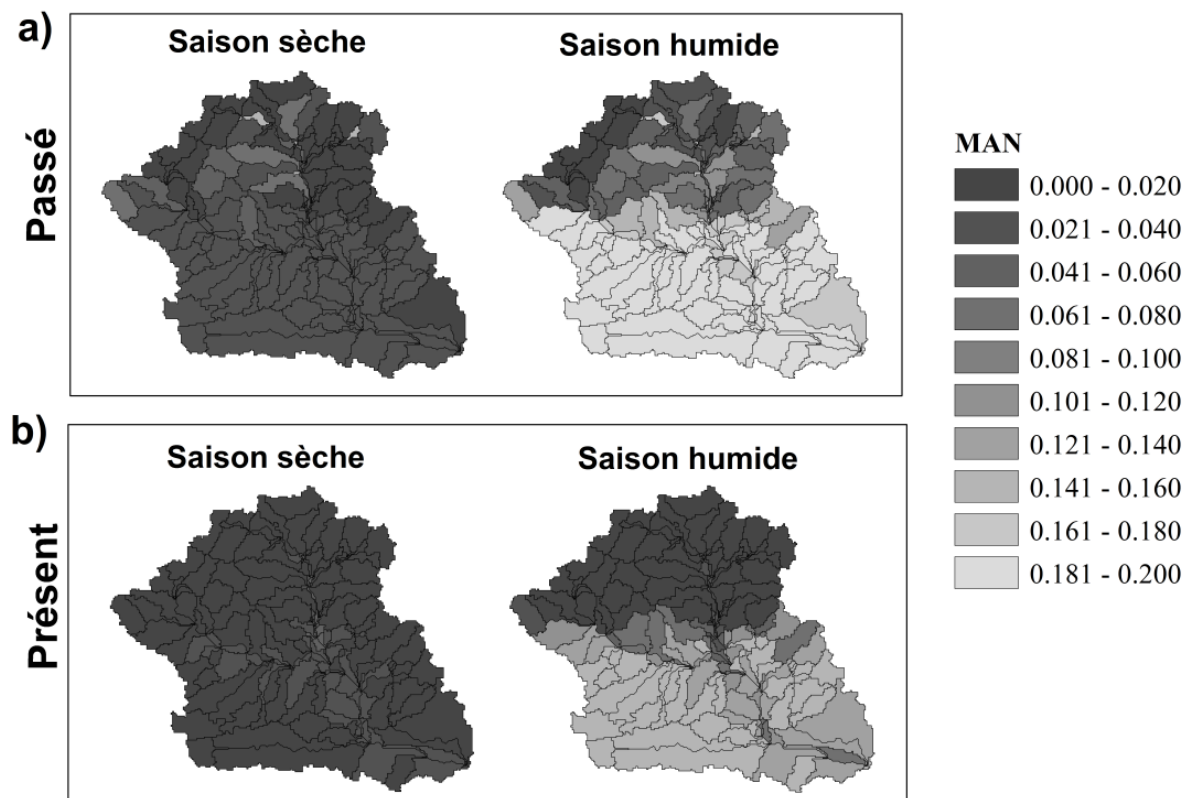 a)
Saison sèche
Saison humide
Passé
b)
Saison sèche
Saison humide
Présent
MAN
0.000 - 0.020
0.021 - 0.040
0.041 - 0.060
0.061 - 0.080
0.081 - 0.100
0.101 - 0.120
0.121 - 0.140
0.141 - 0.160
0.161 - 0.180
0.181 - 0.200